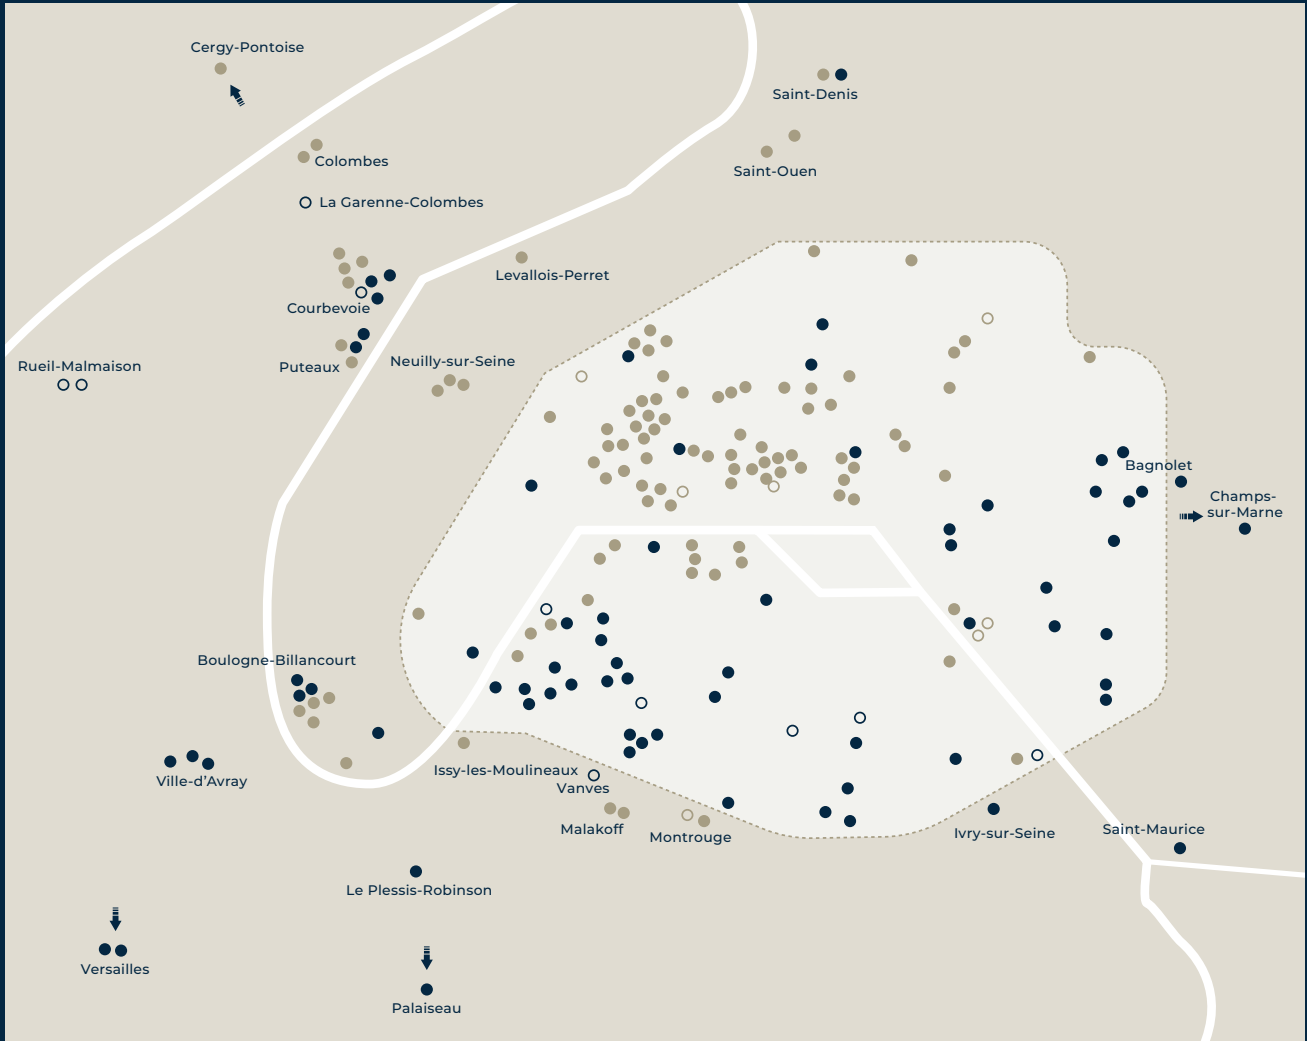 Cergy-Pontoise
Saint-Denis
Colombes
Saint-Ouen
La Garenne-Colombes
Levallois-Perret
Courbevoie
Rueil-Malmaison
Puteaux
Neuilly-sur-Seine
Bagnolet
Champs-
sur-Marne
Boulogne-Billancourt
Issy-les-Moulineaux
Ville-d’Avray
Vanves
Malakoff
Montrouge
Ivry-sur-Seine
Saint-Maurice
Le Plessis-Robinson
Versailles
Palaiseau